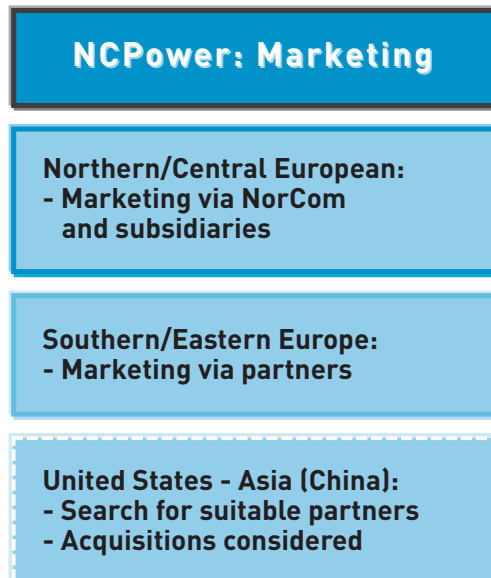 NCPower: Marketing
Northern/Central European:
- Marketing via NorCom
and subsidiaries
Southern/Eastern Europe:
- Marketing via partners
United States - Asia (China):
- Search for suitable partners
- Acquisitions considered